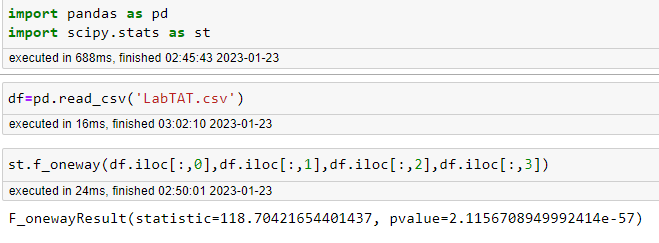 import pandas as pd
import scipy.stats as st
executed in 688ms, finished 02:45:43 2023-01-23
df=pd.read_csv('LabTAT.csv')
executed in 16ms, finished 03:02:10 2023-01-23
st.f_oneway(df.iloc[:,0],df.iloc[:,1],df.iloc[:,2],df.iloc[:,3])
executed in 24ms, finished 02:50:01 2023-01-23
F_onewayResult(statistic=118.70421654401437, pvalue=2.1156708949992414e-57)